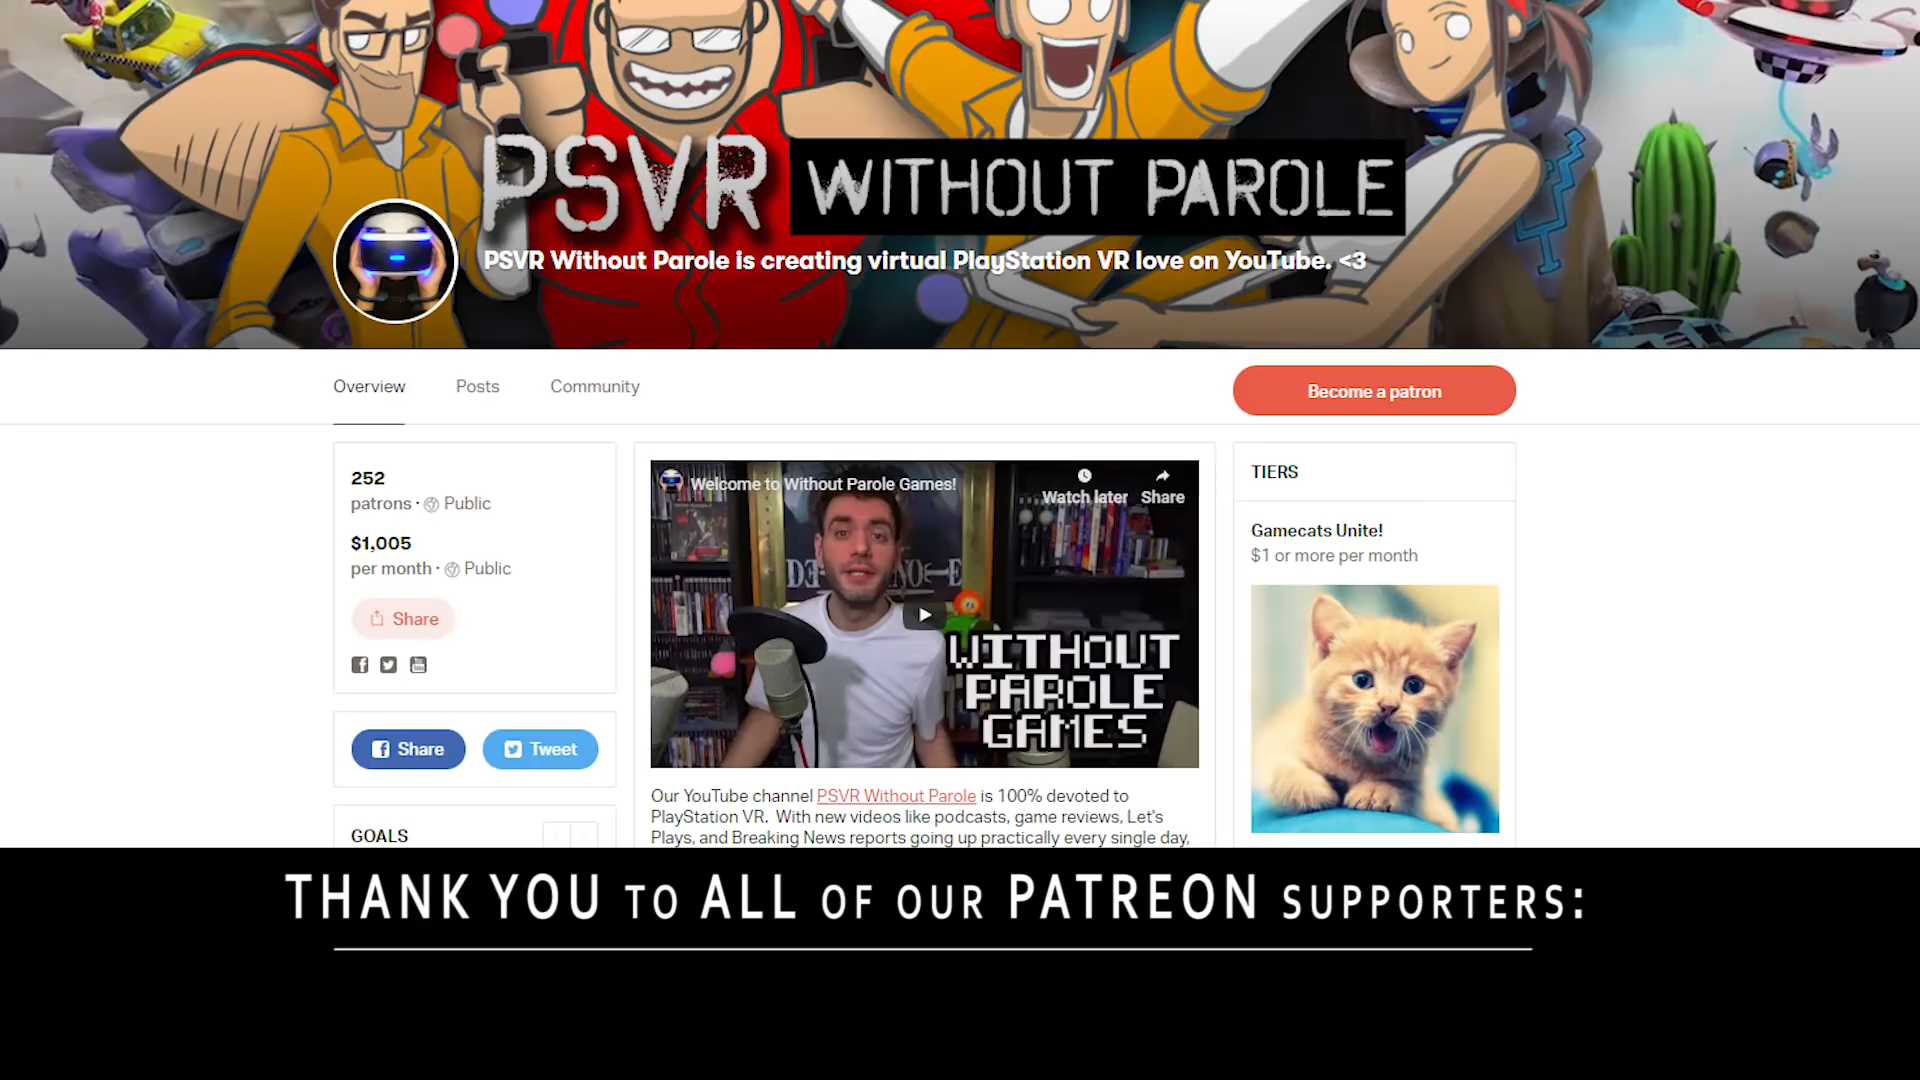 PSVR WITHOUT PAROLE
PSVR Without Parole is creating virtual PlayStation VR love on YouTube. <3
Overview
Posts
Community
Become a patron
252
patrons · Public
$1,005
per month · Public
Share
Share
Tweet
GOALS
Welcome to Without Parole Games!
Watch later
Share
WITHOUT
PAROLE
GAMES
Our YouTube channel PSVR Without Parole is 100% devoted to
PlayStation VR. With new videos like podcasts, game reviews, Let's
Plays, and Breaking News reports going up practically every single day,
TIERS
Gamecats Unite!
$1 or more per month
THANK YOU TO ALL OF OUR PATREON SUPPORTERS: